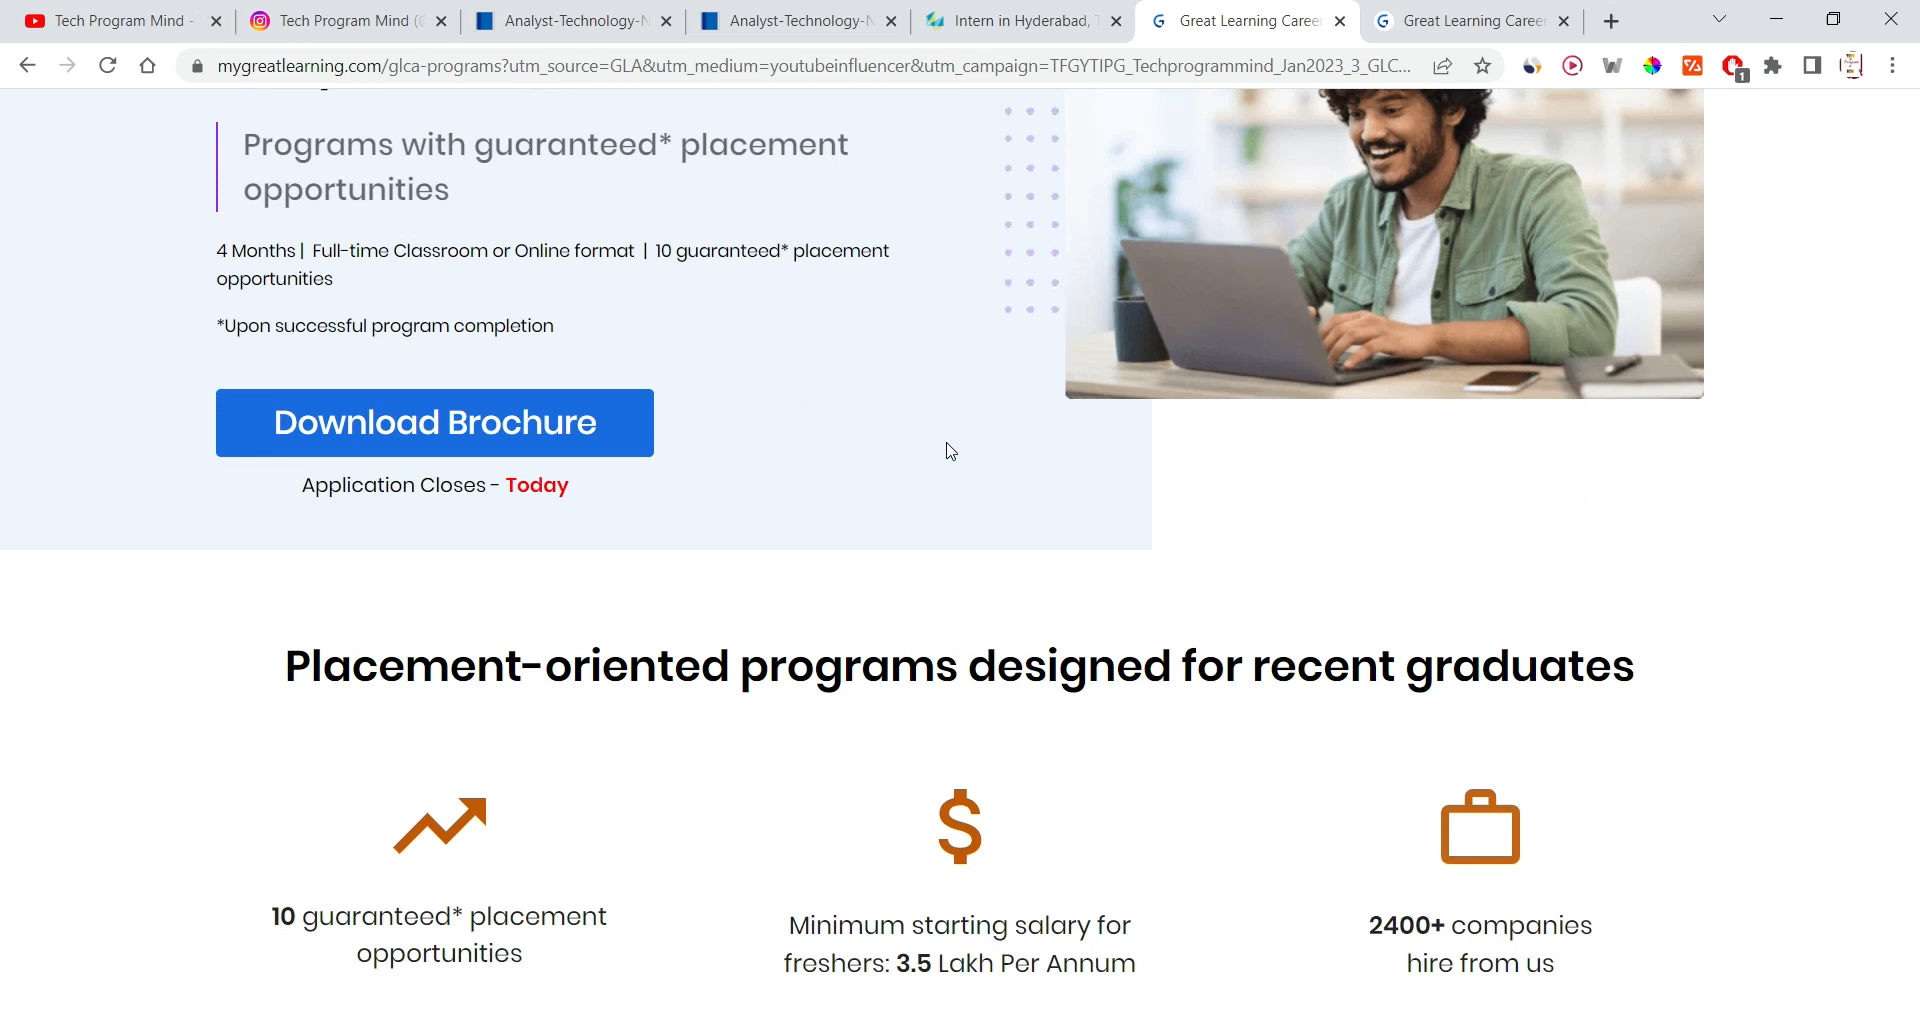 Tech Program Mind -
Tech Program Mind (
Analyst-Technology-N
Analyst-Technology-N
Intern in Hyderabad, T
Great Learning Career
Great Learning Career
mygreatlearning.com/glca-programs?utm_source=GLA&utm_medium=youtubeinfluencer&utm_campaign=TFGYTIPG_Techprogrammind_Jan2023_3_GLC...
1
Programs with guaranteed* placement
opportunities
4 Months | Full-time Classroom or Online format | 10 guaranteed* placement
opportunities
*Upon successful program completion
Download Brochure
Application Closes - Today
Placement-oriented programs designed for recent graduates
10 guaranteed* placement
opportunities
Minimum starting salary for
freshers: 3.5 Lakh Per Annum
2400+ companies
hire from us